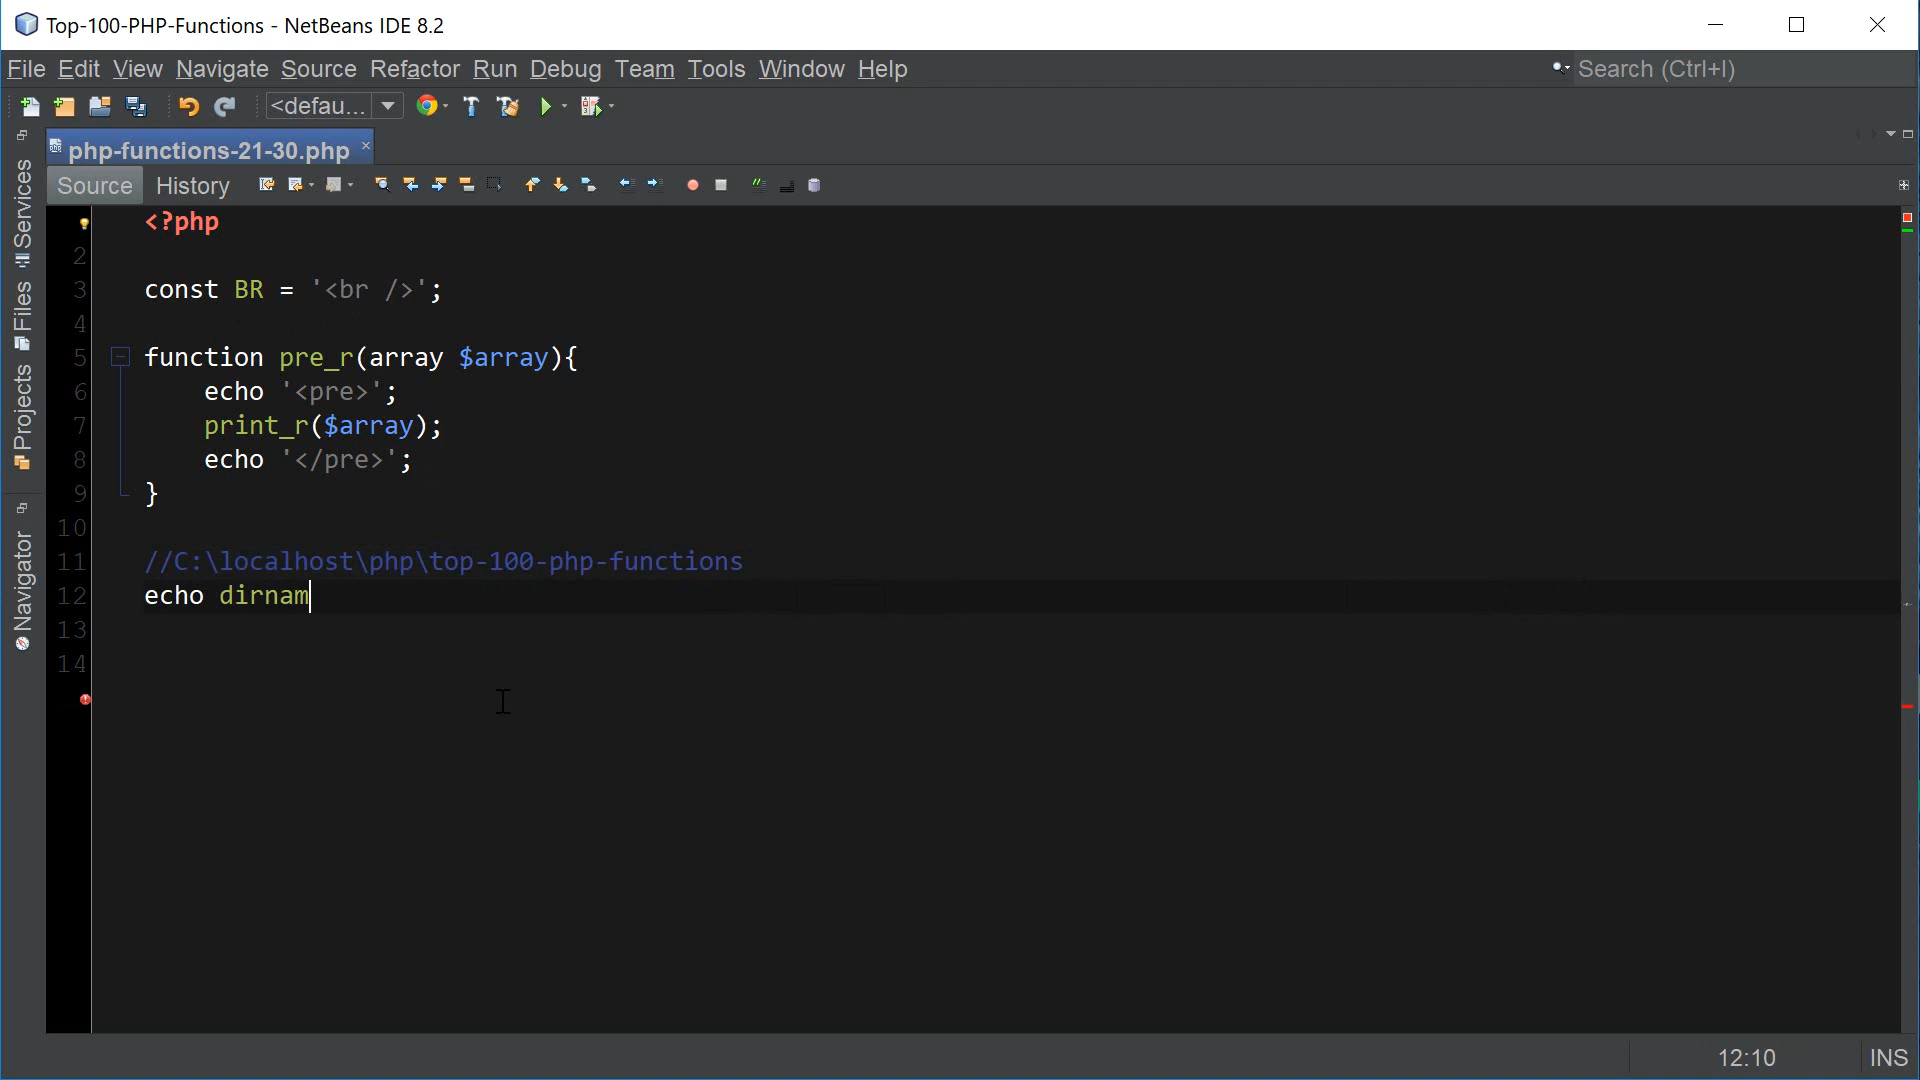 Top-100-PHP-Functions - NetBeans IDE 8.2
File Edit View Navigate Source Refactor Run Debug Team Tools Window Help
Search (Ctrl+I)
<defau...
php-functions-21-30.php
Source History
Services
Files
Projects
Navigator
<?php
2
3 const BR = '<br />';
4
5 function pre_r(array $array){
6 echo '<pre>';
7 print_r($array);
8 echo '</pre>';
9 }
10
11 //C:\localhost\php\top-100-php-functions
12 echo dirnam
13
14
12:10 INS